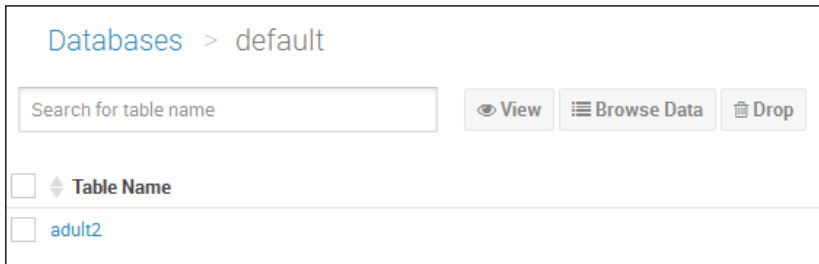 Databases > default
Search for table name View Browse Data Drop
Table Name
adult2